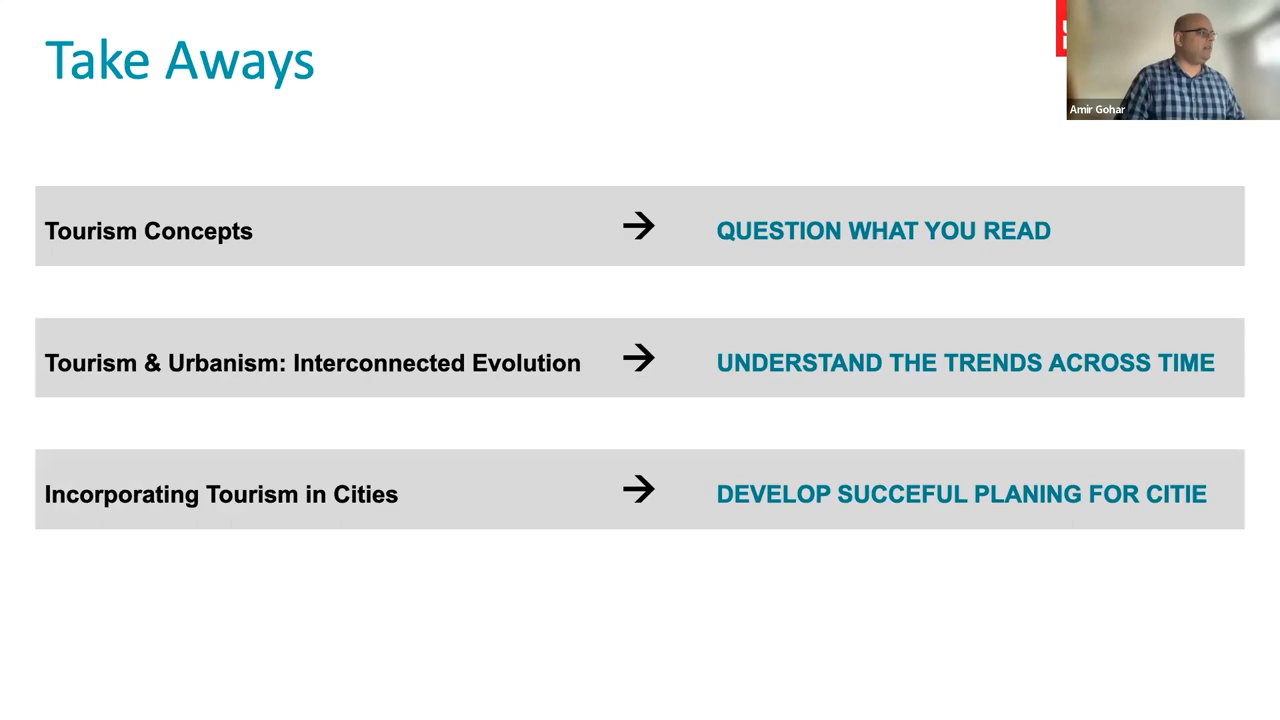 Take Aways
Amir Gohar
Tourism Concepts → QUESTION WHAT YOU READ
Tourism & Urbanism: Interconnected Evolution → UNDERSTAND THE TRENDS ACROSS TIME
Incorporating Tourism in Cities → DEVELOP SUCCEFUL PLANING FOR CITIE